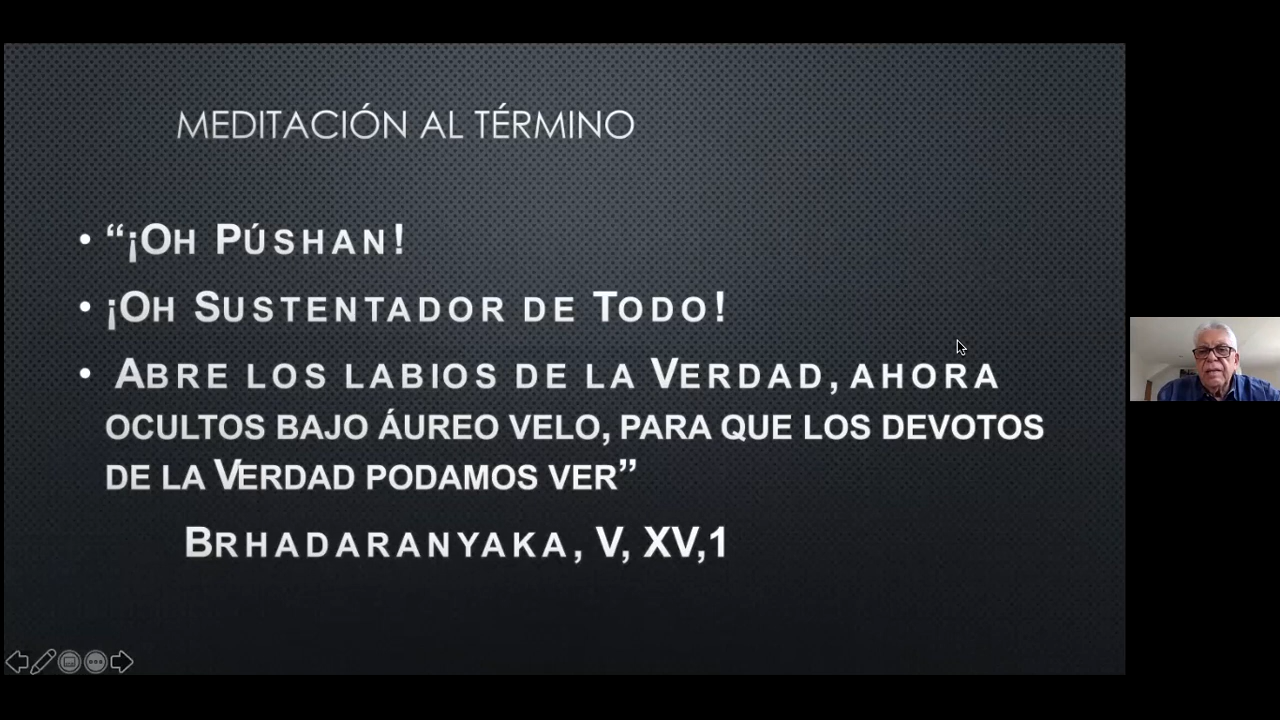 MEDITACIÓN AL TÉRMINO
• “¡Oh Púshan!
• ¡Oh Sustentador de Todo!
• Abre los labios de la Verdad, ahora
ocultos bajo áureo velo, para que los devotos
de la Verdad podamos ver”
Brhadaranyaka, V, XV,1